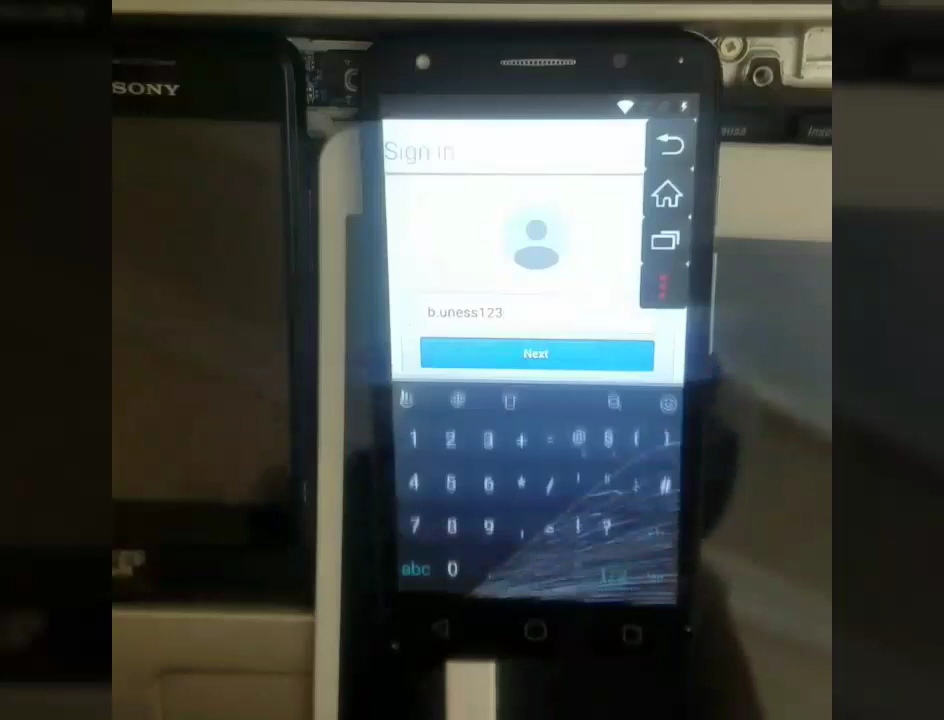 SONY
Sign in
b.uness123
Next
1 2 3 + = @ $ ( )
4 5 6 * / ' " #
7 8 9 , ! ?
abc 0